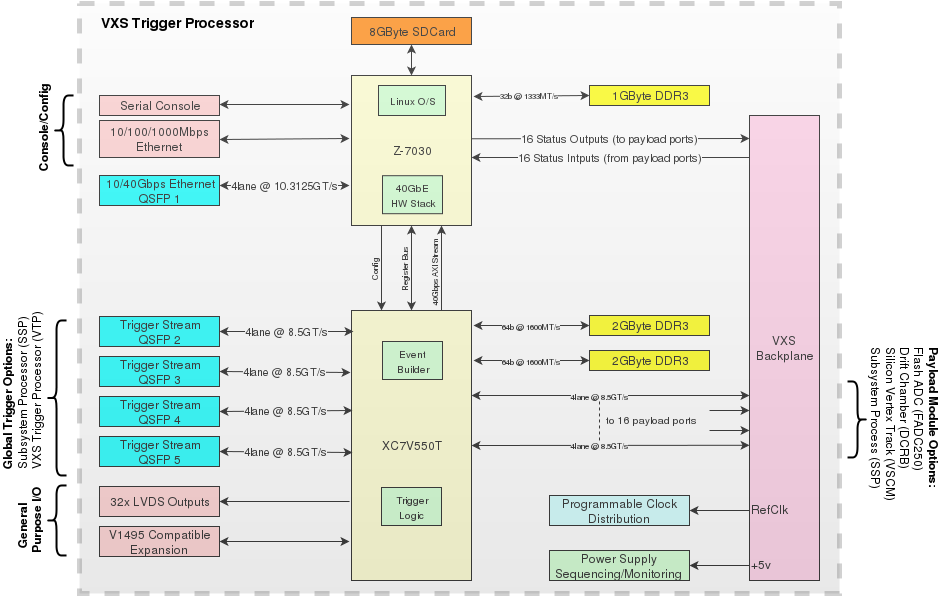 VXS Trigger Processor
8GByte SDCard
Console/Config
Serial Console
10/100/1000Mbps
Ethernet
10/40Gbps Ethernet
QSFP 1
4lane @ 10.3125GT/s
Linux O/S
Z-7030
40GbE
HW Stack
32b @ 1333MT/s
1GByte DDR3
16 Status Outputs (to payload ports)
16 Status Intputs (from payload ports)
Config
Register Bus
40Gbps AXI Stream
Global Trigger Options:
Subsystem Processor (SSP)
VXS Trigger Processor (VTP)
Trigger Stream
QSFP 2
4lane @ 8.5GT/s
Trigger Stream
QSFP 3
4lane @ 8.5GT/s
Trigger Stream
QSFP 4
4lane @ 8.5GT/s
Trigger Stream
QSFP 5
4lane @ 8.5GT/s
General
Purpose I/O
32x LVDS Outputs
V1495 Compatible
Expansion
Event
Builder
XC7V550T
Trigger
Logic
64b @ 1600MT/s
2GByte DDR3
64b @ 1600MT/s
2GByte DDR3
4lane @ 8.5GT/s
to 16 payload ports
4lane @ 8.5GT/s
Programmable Clock
Distribution
Power Supply
Sequencing/Monitoring
VXS
Backplane
RefClk
+5v
Payload Module Options:
Flash ADC (FADC250)
Drift Chamber (DCRB)
Silicon Vertex Track (VSCM)
Subsystem Process (SSP)